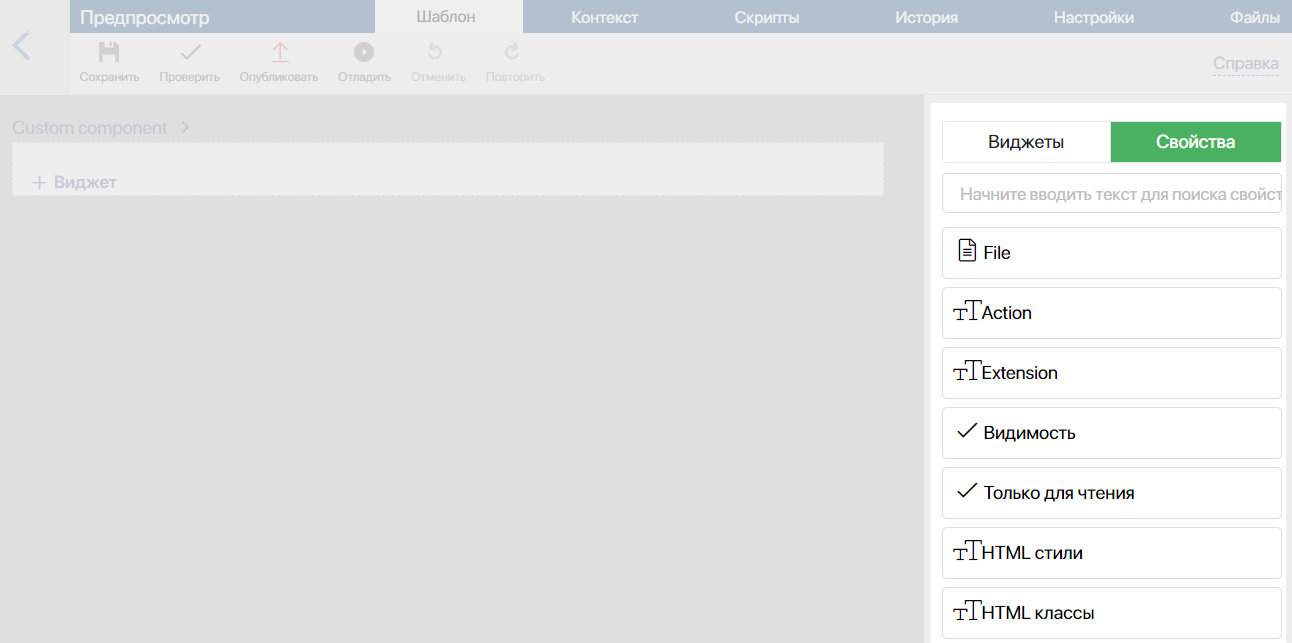 Предпросмотр
Шаблон
Контекст
Скрипты
История
Настройки
Файлы
Сохранить
Проверить
Опубликовать
Отладить
Отменить
Повторить
Справка
Custom component
+ Виджет
Виджеты
Свойства
Начните вводить текст для поиска свойст
File
Action
Extension
Видимость
Только для чтения
HTML стили
HTML классы